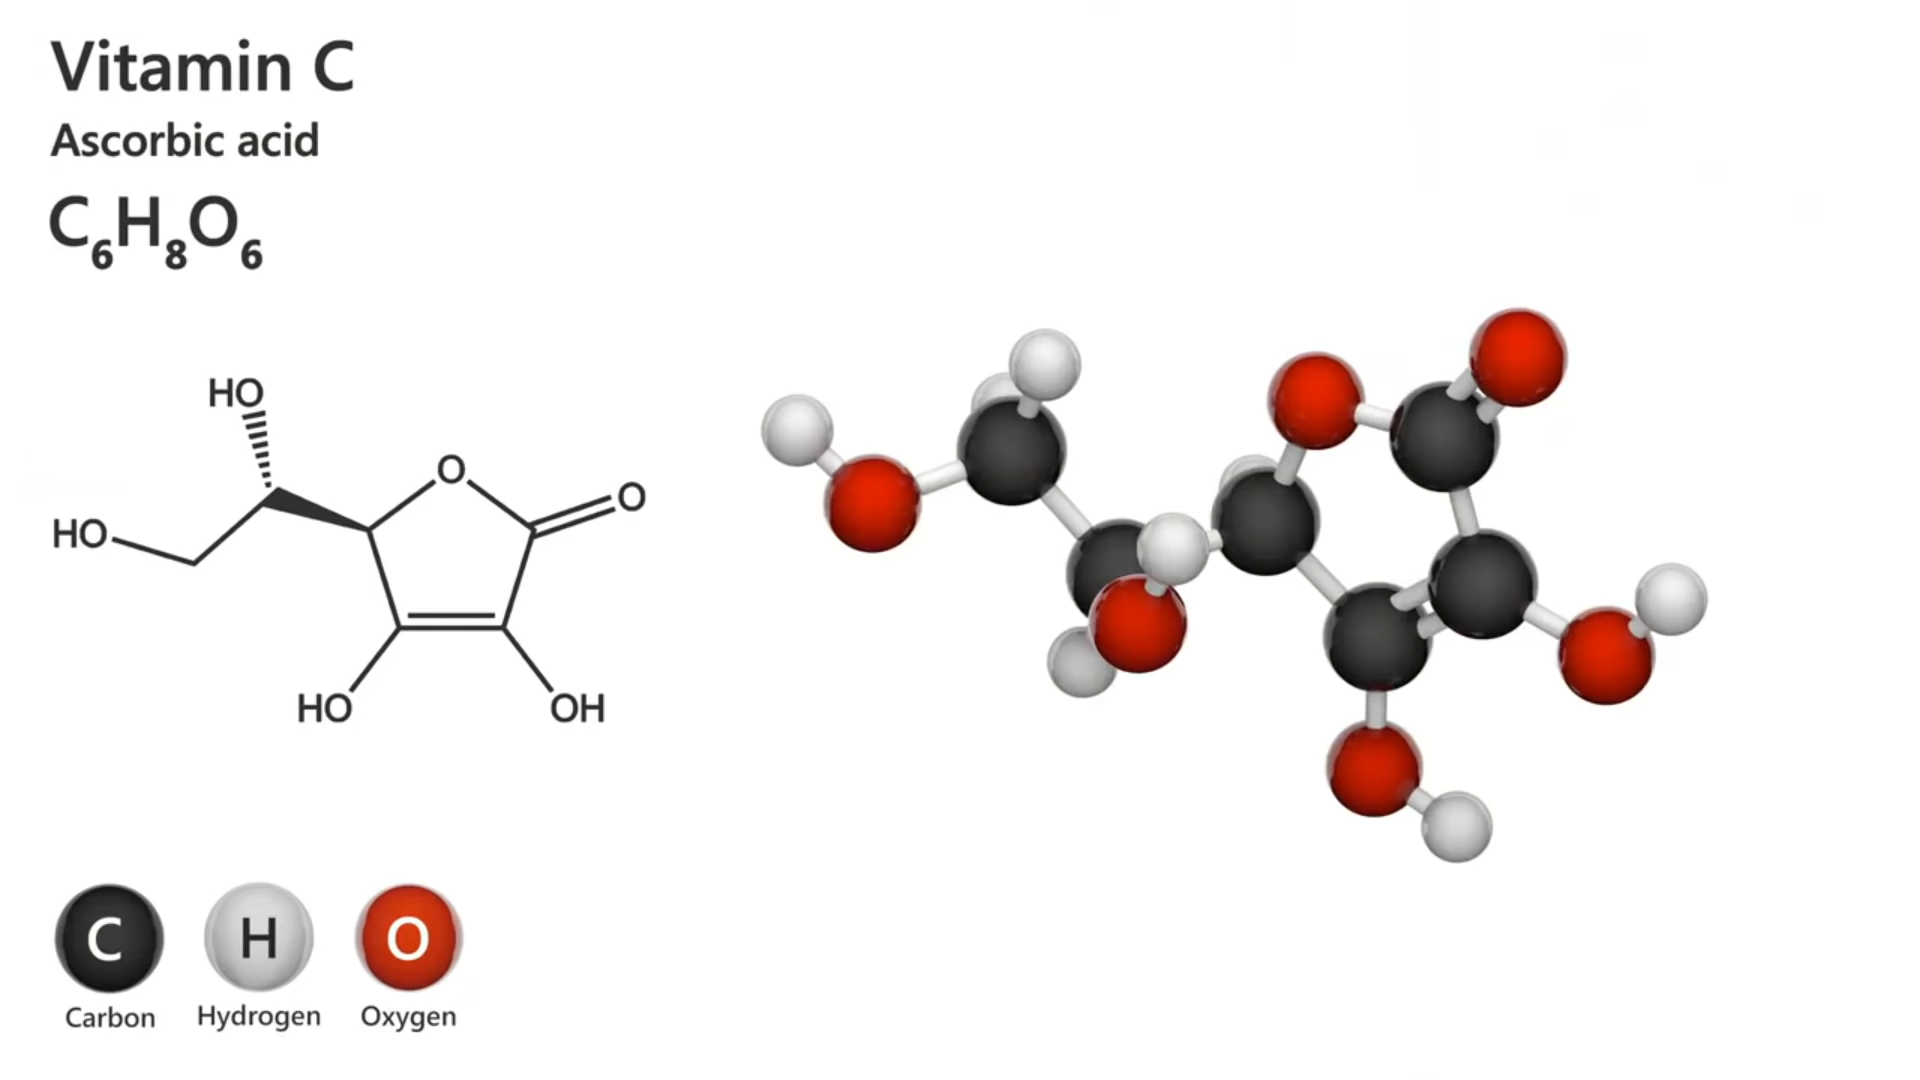 Vitamin C
Ascorbic acid
C₆H₈O₆
HO
O
O
HO
HO
OH
C H O
Carbon Hydrogen Oxygen